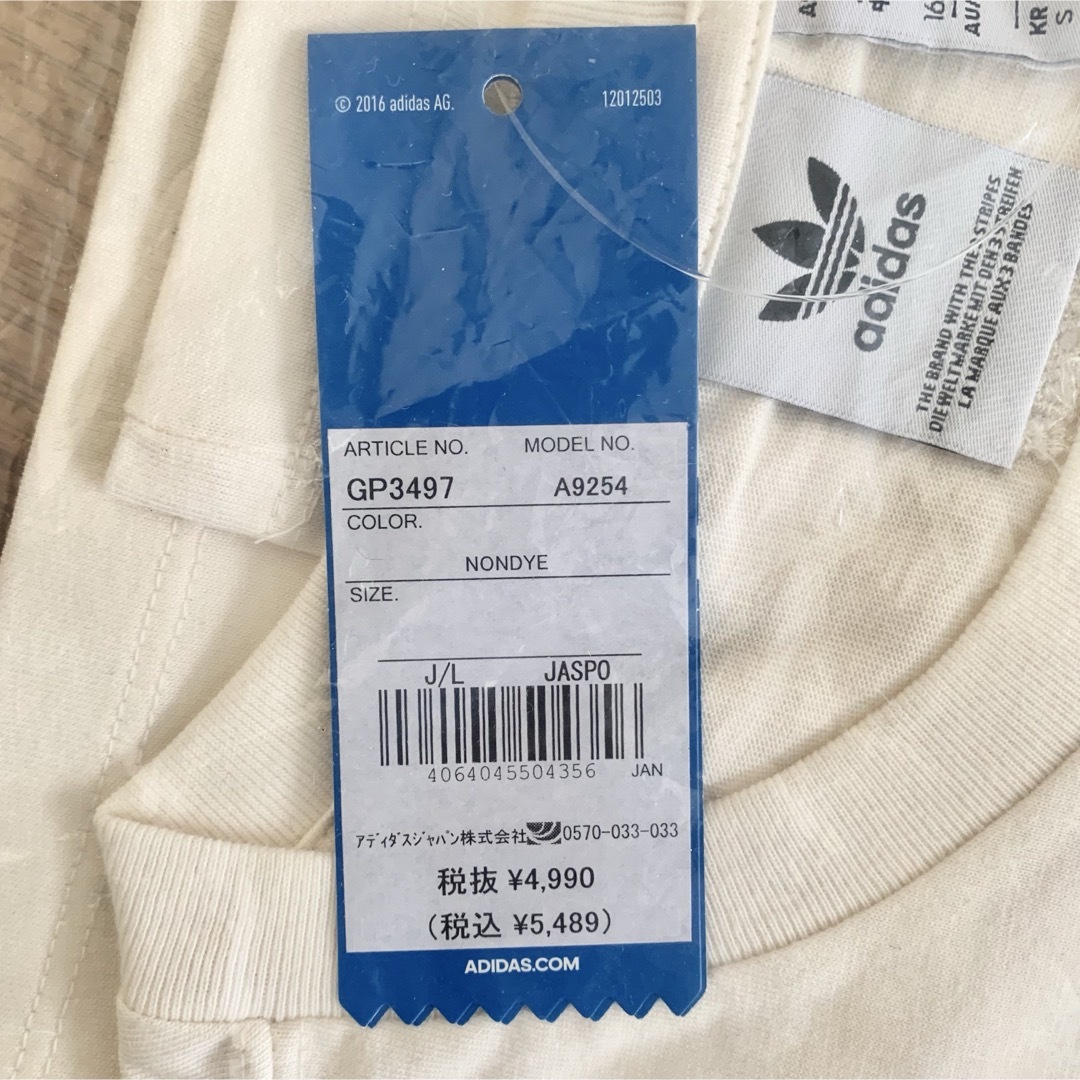 © 2016 adidas AG. 12012503
ARTICLE NO. MODEL NO.
GP3497 A9254
COLOR.
NONDYE
SIZE.
J/L JASPO
4064045504356 JAN
ｱﾃﾞｨﾀﾞｽｼﾞｬﾊﾟﾝ株式会社 0570-033-033
税抜 ¥4,990
(税込 ¥5,489)
ADIDAS.COM
adidas
THE BRAND WITH THE 3 STRIPES
DIE WELTMARKE MIT DEN 3 STREIFEN
LA MARQUE AUX 3 BANDES
16
AU/
KR
S